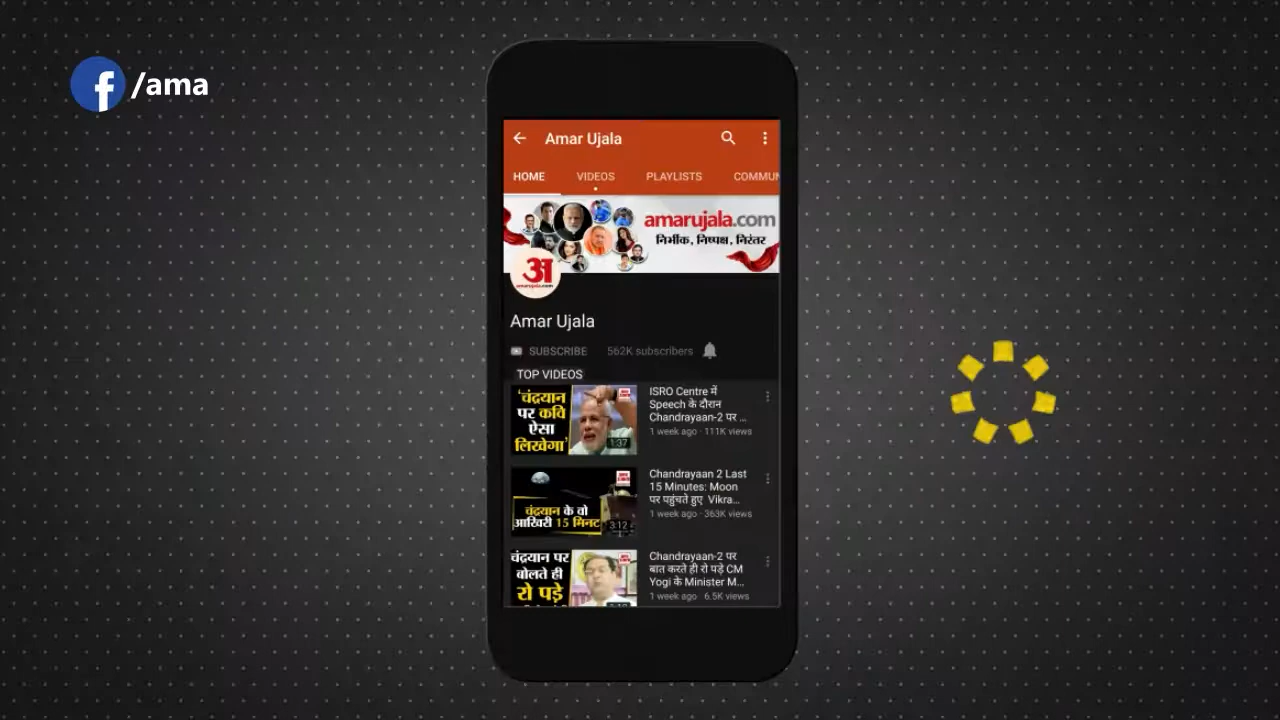 f/ama
Amar Ujala
HOME VIDEOS PLAYLISTS COMMUN
amarujala.com
निर्भीक, निष्पक्ष, निरंतर
अ
amarujala.com
Amar Ujala
SUBSCRIBE 562K subscribers
TOP VIDEOS
'चंद्रयान
पर कवि
ऐसा
लिखेगा'
1:37
ISRO Centre में
Speech के दौरान
Chandrayaan-2 पर ...
1 week ago · 111K views
चंद्रयान के वो
आखिरी 15 मिनट
3:12
Chandrayaan 2 Last
15 Minutes: Moon
पर पहुंचते हुए Vikra...
1 week ago · 363K views
चंद्रयान पर
बोलते ही
रो पड़े
Chandrayaan-2 पर
बात करते ही रो पड़े CM
Yogi के Minister M...
1 week ago · 6.5K views